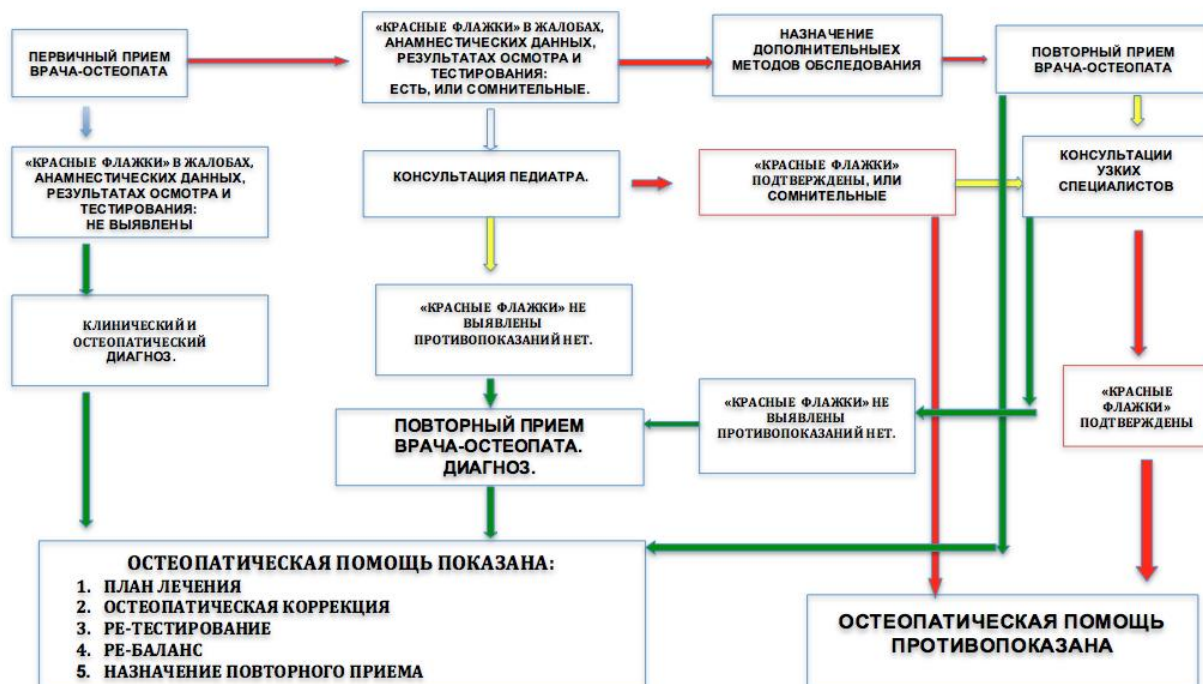 ПЕРВИЧНЫЙ ПРИЕМ
ВРАЧА-ОСТЕОПАТА
«КРАСНЫЕ ФЛАЖКИ» В ЖАЛОБАХ,
АНАМНЕСТИЧЕСКИХ ДАННЫХ,
РЕЗУЛЬТАТАХ ОСМОТРА И
ТЕСТИРОВАНИЯ:
ЕСТЬ, ИЛИ СОМНИТЕЛЬНЫЕ.
НАЗНАЧЕНИЕ
ДОПОЛНИТЕЛЬНЫЕХ
МЕТОДОВ ОБСЛЕДОВАНИЯ
ПОВТОРНЫЙ ПРИЕМ
ВРАЧА-ОСТЕОПАТА
«КРАСНЫЕ ФЛАЖКИ» В ЖАЛОБАХ,
АНАМНЕСТИЧЕСКИХ ДАННЫХ,
РЕЗУЛЬТАТАХ ОСМОТРА И
ТЕСТИРОВАНИЯ:
НЕ ВЫЯВЛЕНЫ
КОНСУЛЬТАЦИЯ ПЕДИАТРА.
«КРАСНЫЕ ФЛАЖКИ»
ПОДТВЕРЖДЕНЫ, ИЛИ
СОМНИТЕЛЬНЫЕ
КОНСУЛЬТАЦИИ
УЗКИХ
СПЕЦИАЛИСТОВ
КЛИНИЧЕСКИЙ И
ОСТЕОПАТИЧЕСКИЙ
ДИАГНОЗ.
«КРАСНЫЕ ФЛАЖКИ» НЕ
ВЫЯВЛЕНЫ
ПРОТИВОПОКАЗАНИЙ НЕТ.
«КРАСНЫЕ
ФЛАЖКИ»
ПОДТВЕРЖДЕНЫ
ПОВТОРНЫЙ ПРИЕМ
ВРАЧА-ОСТЕОПАТА.
ДИАГНОЗ.
«КРАСНЫЕ ФЛАЖКИ» НЕ
ВЫЯВЛЕНЫ
ПРОТИВОПОКАЗАНИЙ НЕТ.
ОСТЕОПАТИЧЕСКАЯ ПОМОЩЬ ПОКАЗАНА:
1. ПЛАН ЛЕЧЕНИЯ
2. ОСТЕОПАТИЧЕСКАЯ КОРРЕКЦИЯ
3. РЕ-ТЕСТИРОВАНИЕ
4. РЕ-БАЛАНС
5. НАЗНАЧЕНИЕ ПОВТОРНОГО ПРИЕМА
ОСТЕОПАТИЧЕСКАЯ ПОМОЩЬ
ПРОТИВОПОКАЗАНА